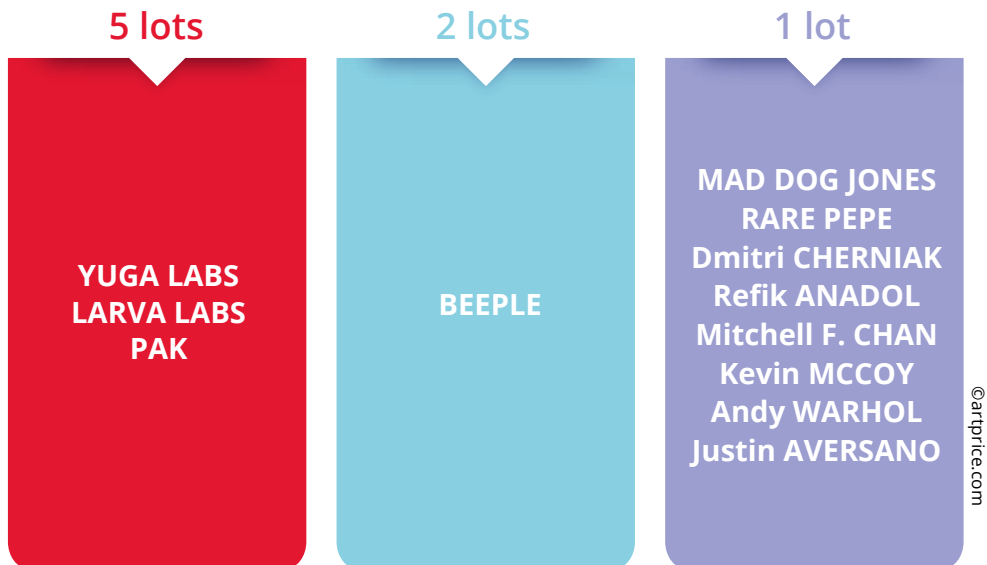 5 lots
YUGA LABS
LARVA LABS
PAK
2 lots
BEEPLE
1 lot
MAD DOG JONES
RARE PEPE
Dmitri CHERNIAK
Refik ANADOL
Mitchell F. CHAN
Kevin MCCOY
Andy WARHOL
Justin AVERSANO
©artprice.com